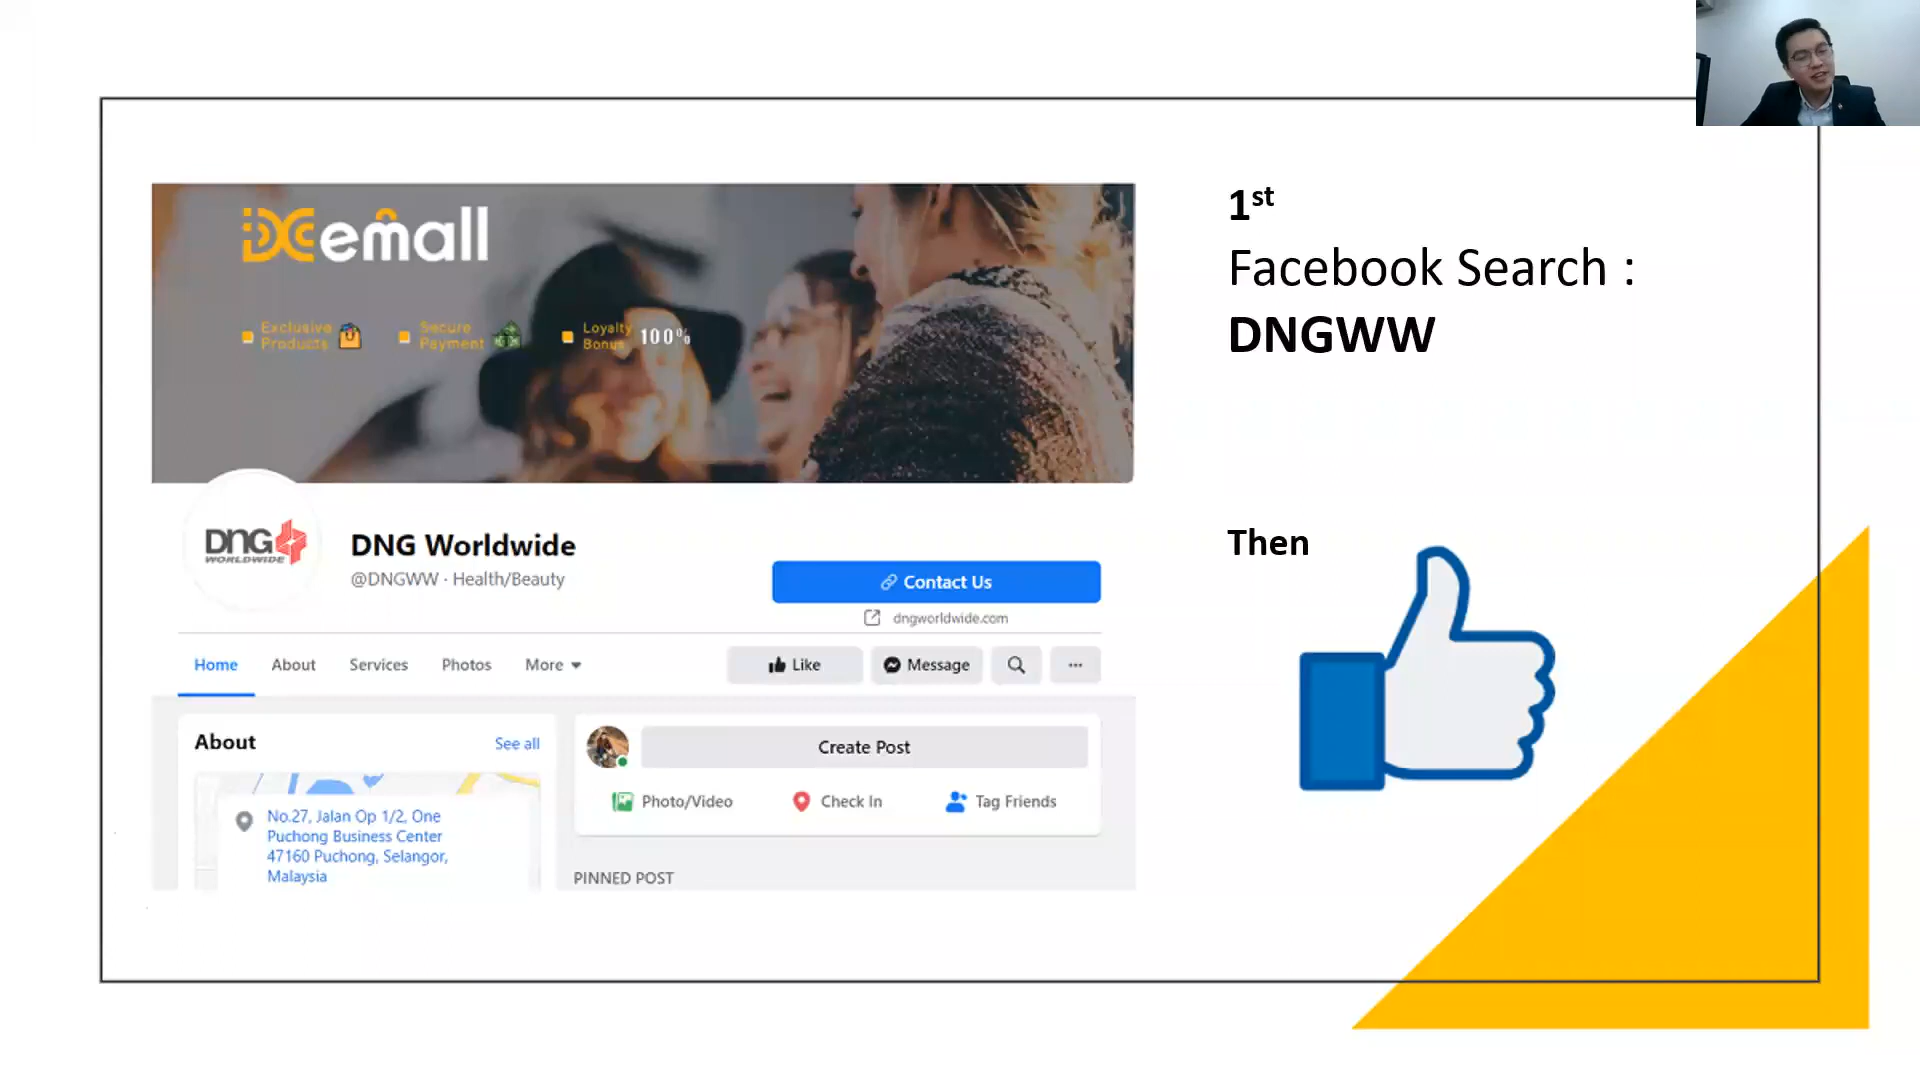 DC emall
Exclusive Products
Secure Payment
Loyalty Bonus 100%
DNG WORLDWIDE
DNG Worldwide
@DNGWW · Health/Beauty
Contact Us
dngworldwide.com
Home About Services Photos More
Like Message
About See all
No.27, Jalan Op 1/2, One
Puchong Business Center
47160 Puchong, Selangor,
Malaysia
Create Post
Photo/Video Check In Tag Friends
PINNED POST
1st
Facebook Search :
DNGWW
Then